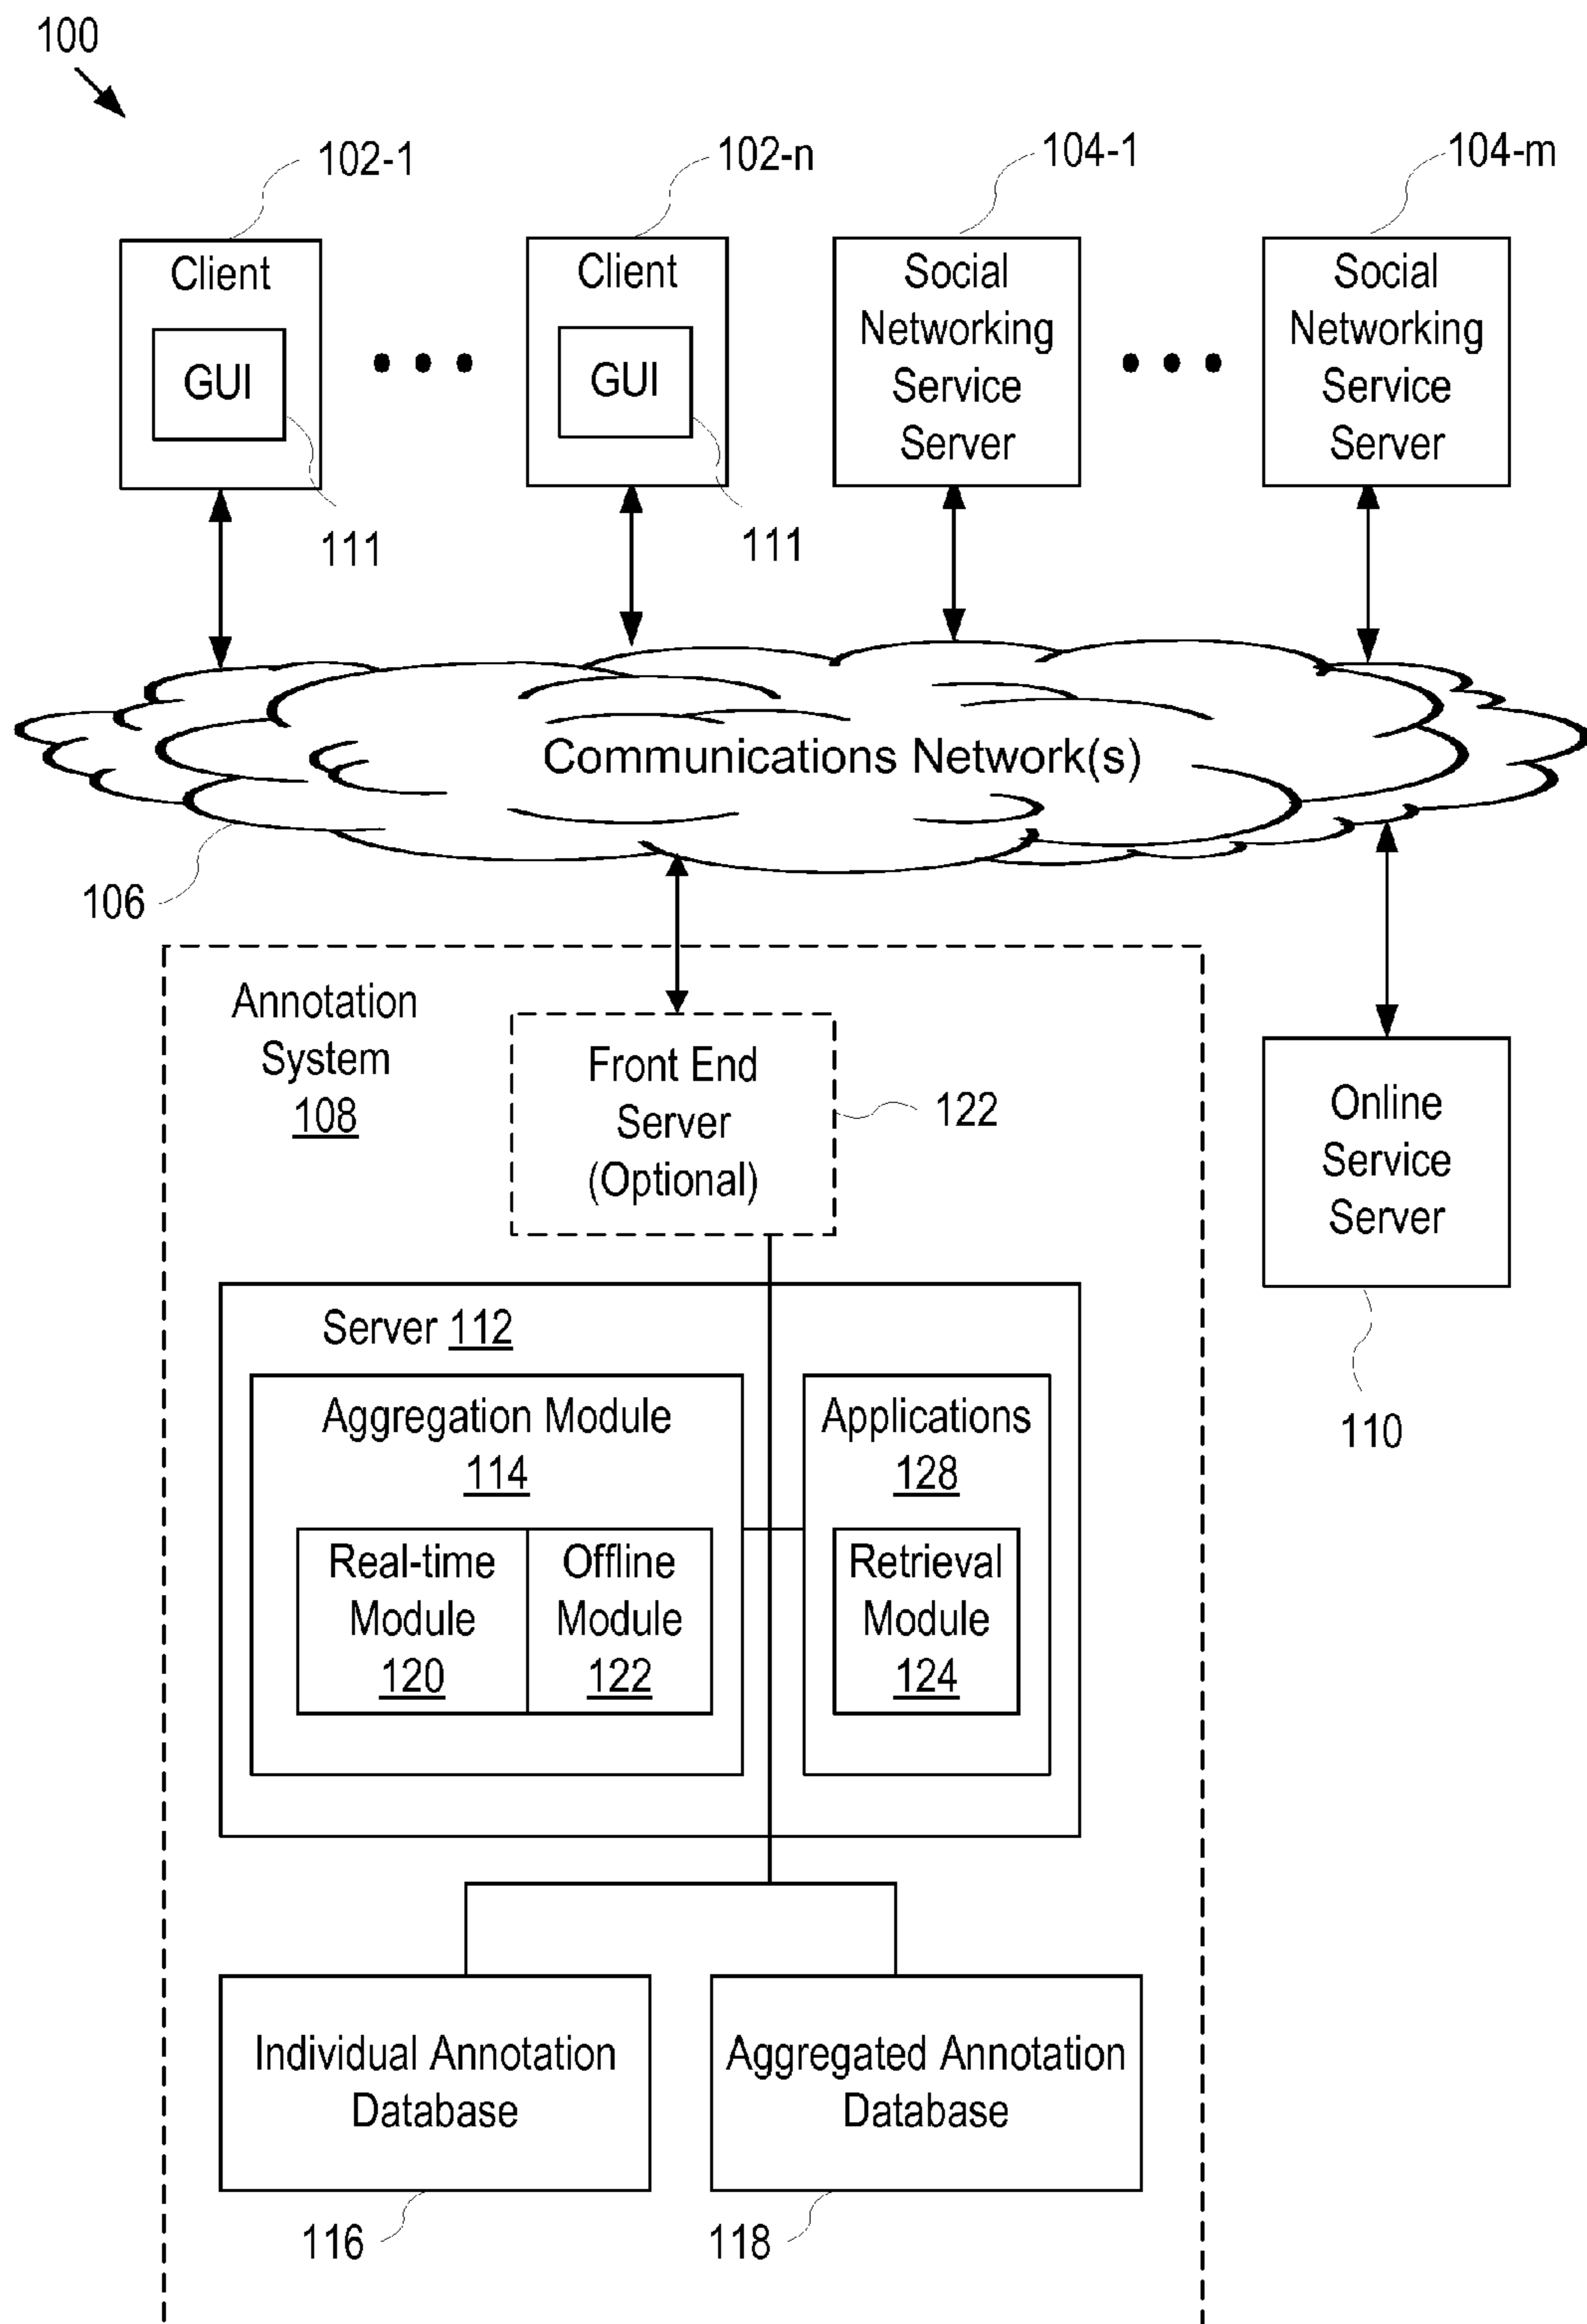 100
102-1
102-n
104-1
104-m
Client
GUI
111
Client
GUI
111
Social
Networking
Service
Server
Social
Networking
Service
Server
Communications Network(s)
106
Annotation
System
108
Front End
Server
(Optional)
122
Online
Service
Server
110
Server 112
Aggregation Module
114
Real-time
Module
120
Offline
Module
122
Applications
128
Retrieval
Module
124
Individual Annotation
Database
116
Aggregated Annotation
Database
118